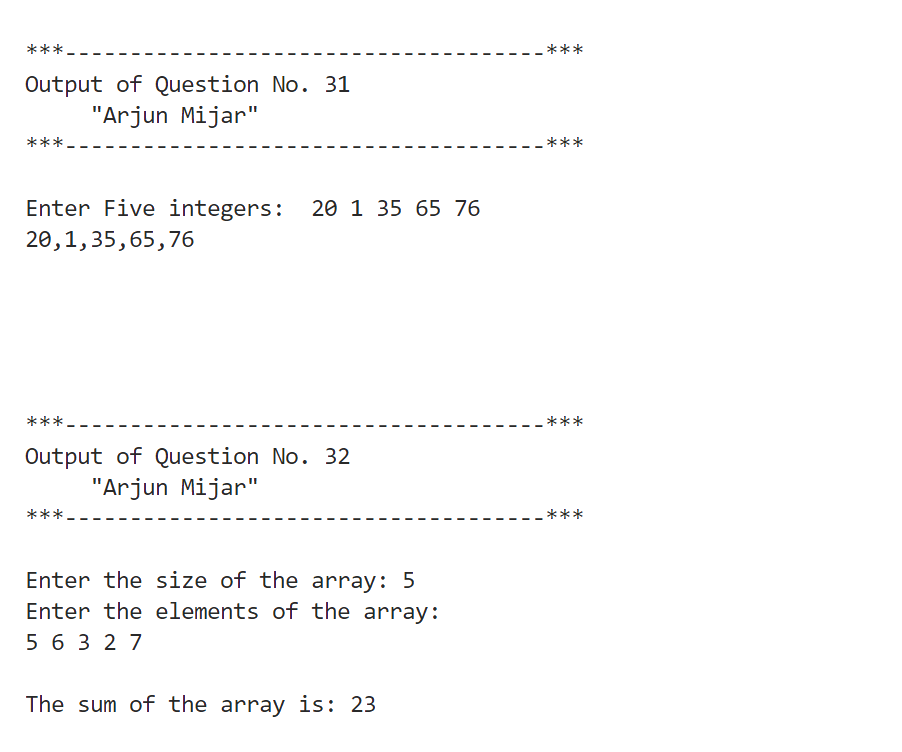 ***-------------------------------------***
Output of Question No. 31
"Arjun Mijar"
***-------------------------------------***
Enter Five integers:  20 1 35 65 76
20,1,35,65,76
***-------------------------------------***
Output of Question No. 32
"Arjun Mijar"
***-------------------------------------***
Enter the size of the array: 5
Enter the elements of the array:
5 6 3 2 7
The sum of the array is: 23